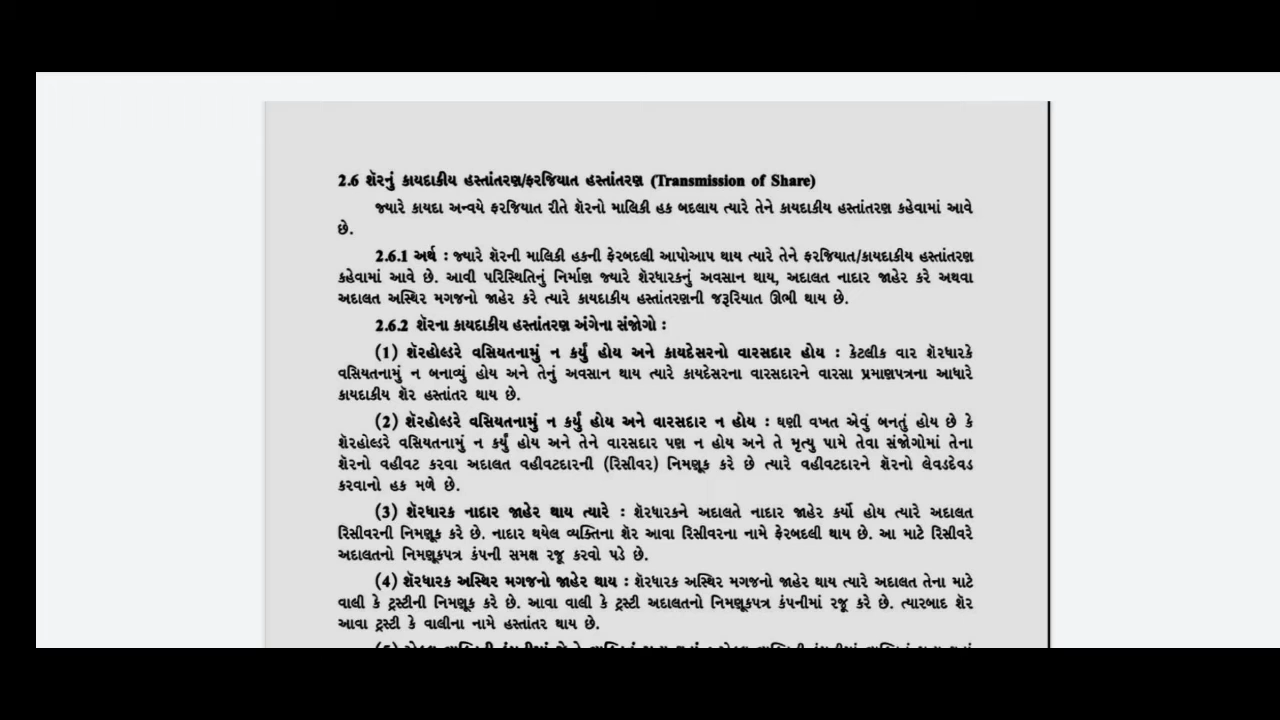 2.6 શૅરનું કાયદાકીય હસ્તાંતરણ/ફરજિયાત હસ્તાંતરણ (Transmission of Share)
જ્યારે કાયદા અન્વયે ફરજિયાત રીતે શૅરનો માલિકી હક બદલાય ત્યારે તેને કાયદાકીય હસ્તાંતરણ કહેવામાં આવે
છે.
2.6.1 અર્થ : જ્યારે શૅરની માલિકી હકની ફેરબદલી આપોઆપ થાય ત્યારે તેને ફરજિયાત/કાયદાકીય હસ્તાંતરણ
કહેવામાં આવે છે. આવી પરિસ્થિતિનું નિર્માણ જ્યારે શૅરધારકનું અવસાન થાય, અદાલત નાદાર જાહેર કરે અથવા
અદાલત અસ્થિર મગજનો જાહેર કરે ત્યારે કાયદાકીય હસ્તાંતરણની જરૂરિયાત ઊભી થાય છે.
2.6.2 શૅરના કાયદાકીય હસ્તાંતરણ અંગેના સંજોગો :
(1) શૅરહોલ્ડરે વસિયતનામું ન કર્યું હોય અને કાયદેસરનો વારસદાર હોય : કેટલીક વાર શૅરધારકે
વસિયતનામું ન બનાવ્યું હોય અને તેનું અવસાન થાય ત્યારે કાયદેસરના વારસદારને વારસા પ્રમાણપત્રના આધારે
કાયદાકીય શૅર હસ્તાંતર થાય છે.
(2) શૅરહોલ્ડરે વસિયતનામું ન કર્યું હોય અને વારસદાર ન હોય : ઘણી વખત એવું બનતું હોય છે કે
શૅરહોલ્ડરે વસિયતનામું ન કર્યું હોય અને તેને વારસદાર પણ ન હોય અને તે મૃત્યુ પામે તેવા સંજોગોમાં તેના
શૅરનો વહીવટ કરવા અદાલત વહીવટદારની (રિસીવર) નિમણૂક કરે છે ત્યારે વહીવટદારને શૅરનો લેવડદેવડ
કરવાનો હક મળે છે.
(3) શૅરધારક નાદાર જાહેર થાય ત્યારે : શૅરધારકને અદાલતે નાદાર જાહેર કર્યો હોય ત્યારે અદાલત
રિસીવરની નિમણૂક કરે છે. નાદાર થયેલ વ્યક્તિના શૅર આવા રિસીવરના નામે ફેરબદલી થાય છે. આ માટે રિસીવરે
અદાલતનો નિમણૂકપત્ર કંપની સમક્ષ રજૂ કરવો પડે છે.
(4) શૅરધારક અસ્થિર મગજનો જાહેર થાય : શૅરધારક અસ્થિર મગજનો જાહેર થાય ત્યારે અદાલત તેના માટે
વાલી કે ટ્રસ્ટીની નિમણૂક કરે છે. આવા વાલી કે ટ્રસ્ટી અદાલતનો નિમણૂકપત્ર કંપનીમાં રજૂ કરે છે. ત્યારબાદ શૅર
આવા ટ્રસ્ટી કે વાલીના નામે હસ્તાંતર થાય છે.